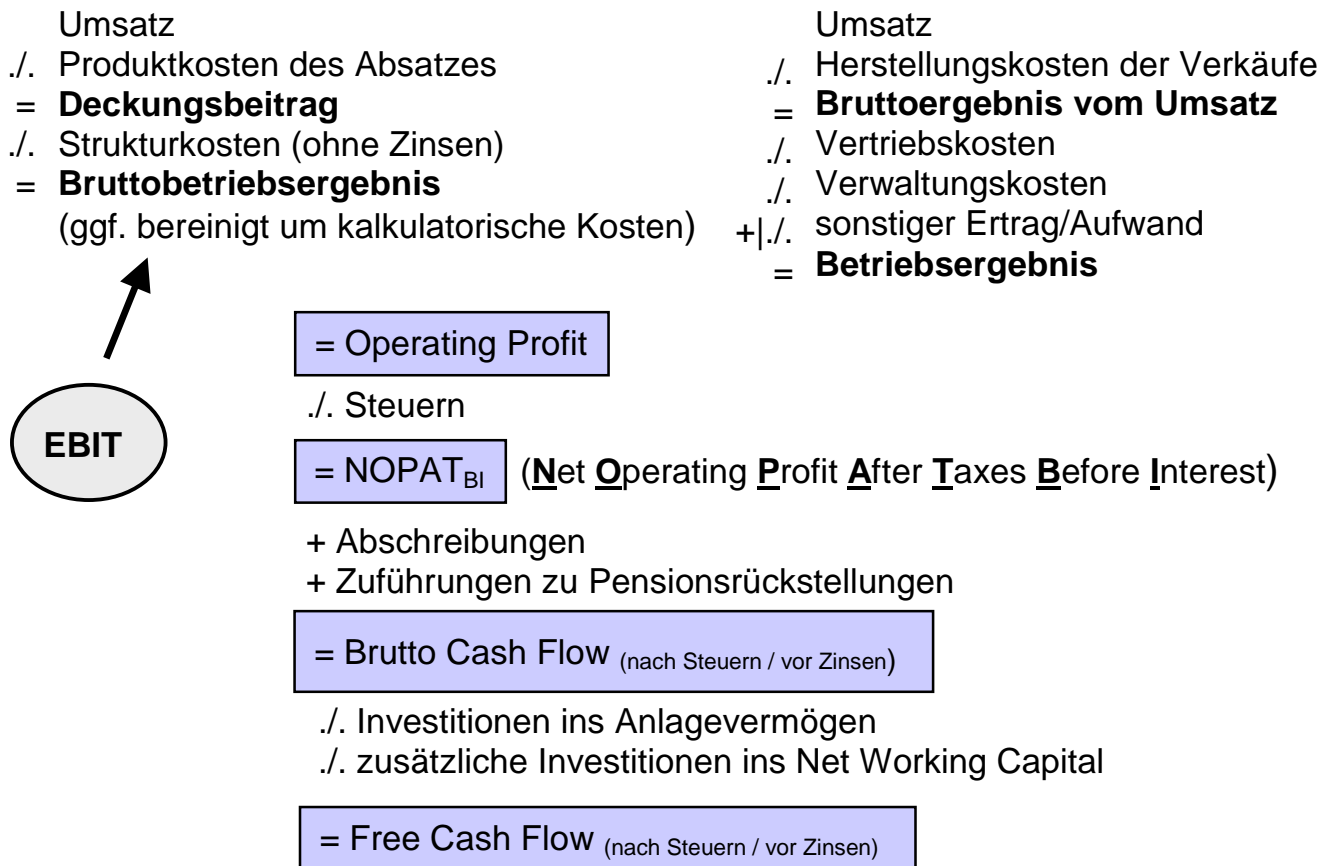 Umsatz
./. Produktkosten des Absatzes
= Deckungsbeitrag
./. Strukturkosten (ohne Zinsen)
= Bruttobetriebsergebnis
(ggf. bereinigt um kalkulatorische Kosten)
Umsatz
./. Herstellungskosten der Verkäufe
= Bruttoergebnis vom Umsatz
./. Vertriebskosten
./. Verwaltungskosten
+|./. sonstiger Ertrag/Aufwand
= Betriebsergebnis
EBIT
= Operating Profit
./. Steuern
= NOPATBI (Net Operating Profit After Taxes Before Interest)
+ Abschreibungen
+ Zuführungen zu Pensionsrückstellungen
= Brutto Cash Flow (nach Steuern / vor Zinsen)
./. Investitionen ins Anlagevermögen
./. zusätzliche Investitionen ins Net Working Capital
= Free Cash Flow (nach Steuern / vor Zinsen)